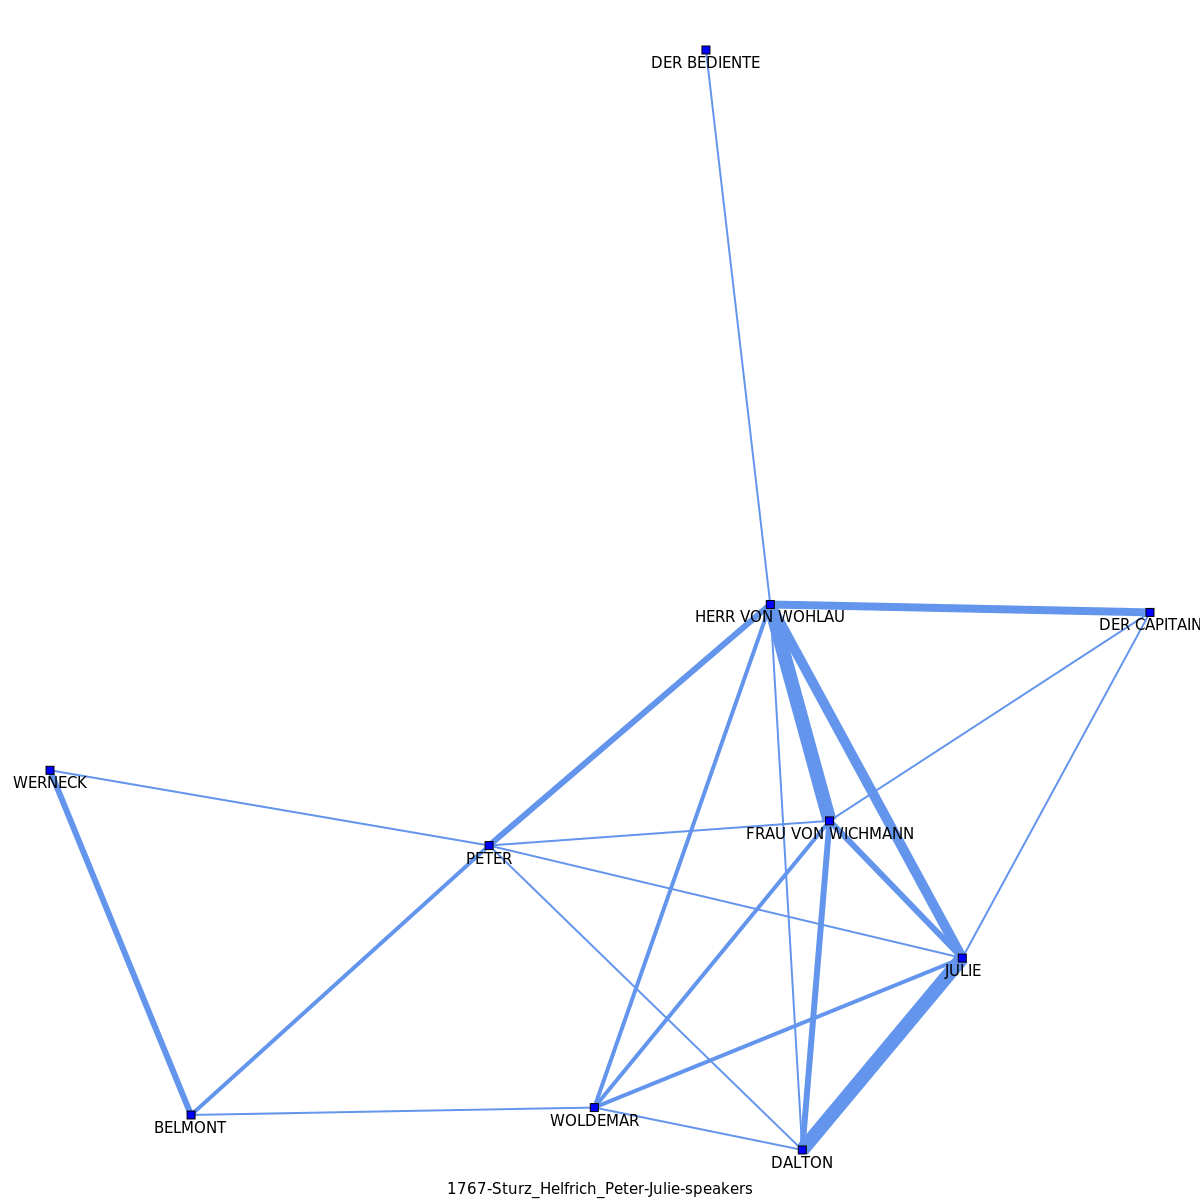 DER BEDIENTE
HERR VON WOHLAU
DER CAPITAIN
WERNECK
FRAU VON WICHMANN
PETER
JULIE
WOLDEMAR
BELMONT
DALTON
1767-Sturz_Helfrich_Peter-Julie-speakers